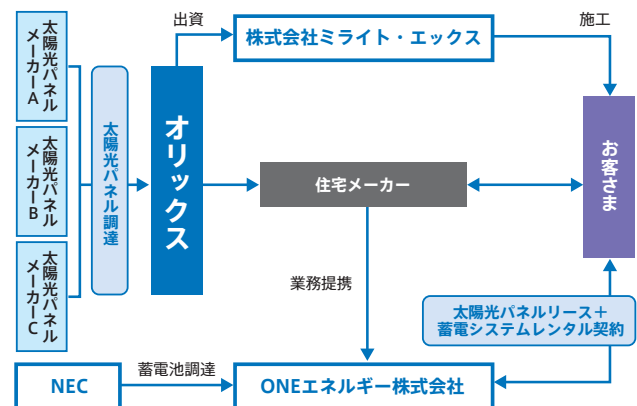 出資
株式会社ミライト・エックス
施工
太陽光パネル
メーカーA
太陽光パネル
メーカーB
太陽光パネル
メーカーC
太陽光パネル調達
オリックス
住宅メーカー
お客さま
業務提携
太陽光パネルリース＋
蓄電システムレンタル契約
NEC
蓄電池調達
ONEエネルギー株式会社